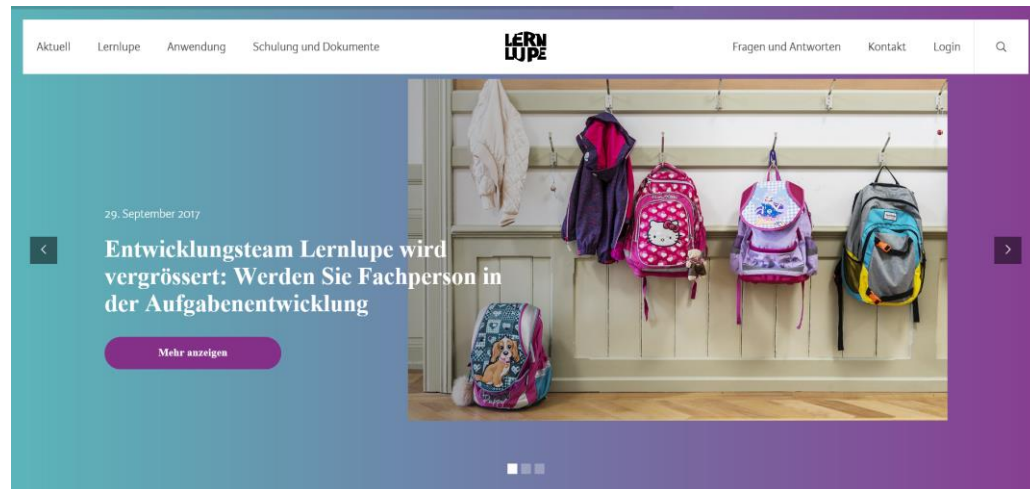 Aktuell Lernlupe Anwendung Schulung und Dokumente LERN LUPE Fragen und Antworten Kontakt Login
29. September 2017
Entwicklungsteam Lernlupe wird
vergrössert: Werden Sie Fachperson in
der Aufgabenentwicklung
Mehr anzeigen